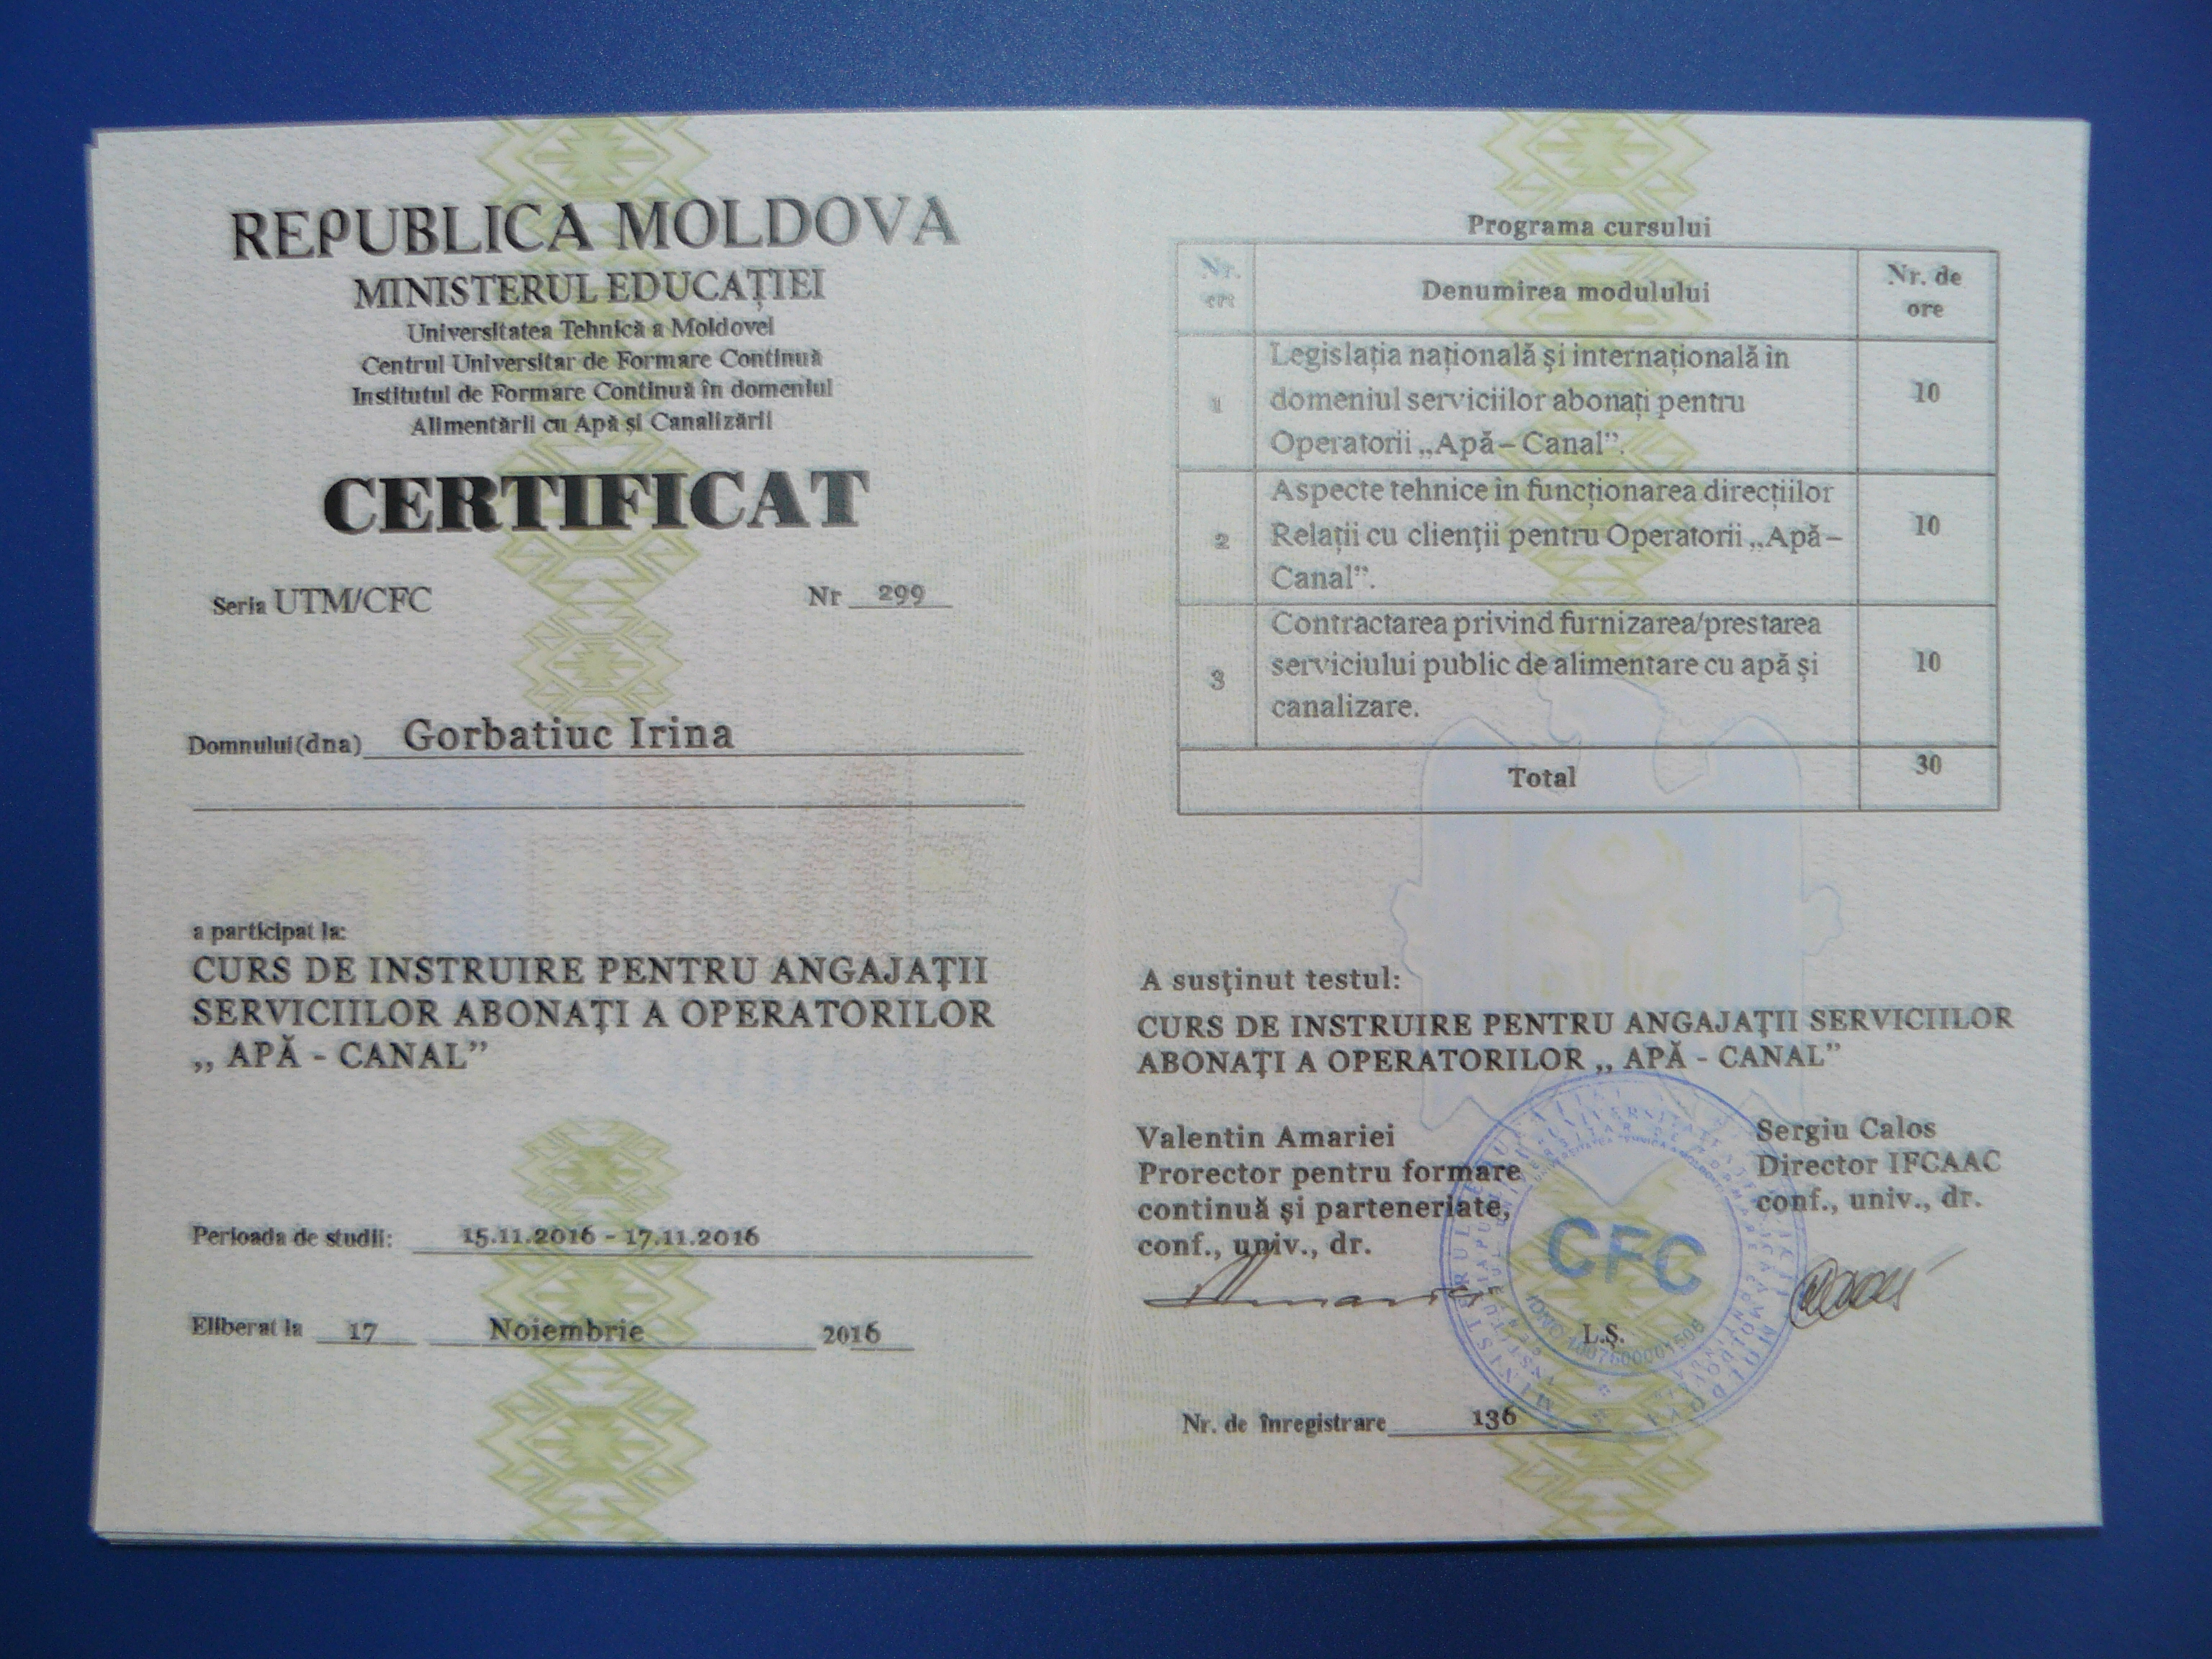 REPUBLICA MOLDOVA
MINISTERUL EDUCAȚIEI
Universitatea Tehnică a Moldovei
Centrul Universitar de Formare Continuă
Institutul de Formare Continuă în domeniul
Alimentării cu Apă și Canalizării
CERTIFICAT
Seria UTM/CFC Nr 299
Domnului(dna) Gorbatiuc Irina
a participat la:
CURS DE INSTRUIRE PENTRU ANGAJAȚII
SERVICIILOR ABONAȚI A OPERATORILOR
„ APĂ - CANAL”
Perioada de studii: 15.11.2016 - 17.11.2016
Eliberat la 17 Noiembrie 2016
Programa cursului
Nr. Denumirea modulului Nr. de
ore
1 Legislația națională și internațională în
domeniul serviciilor abonați pentru 10
Operatorii „Apă – Canal”.
Aspecte tehnice în funcționarea direcțiilor
2 Relații cu clienții pentru Operatorii „Apă – 10
Canal”.
Contractarea privind furnizarea/prestarea
3 serviciului public de alimentare cu apă și 10
canalizare.
Total 30
A susținut testul:
CURS DE INSTRUIRE PENTRU ANGAJAȚII SERVICIILOR
ABONAȚI A OPERATORILOR „ APĂ - CANAL”
Valentin Amariei
Prorector pentru formare
continuă și parteneriate,
conf., univ., dr.
Sergiu Calos
Director IFCAAC
conf., univ., dr.
CFC
L.Ș.
Nr. de înregistrare 136